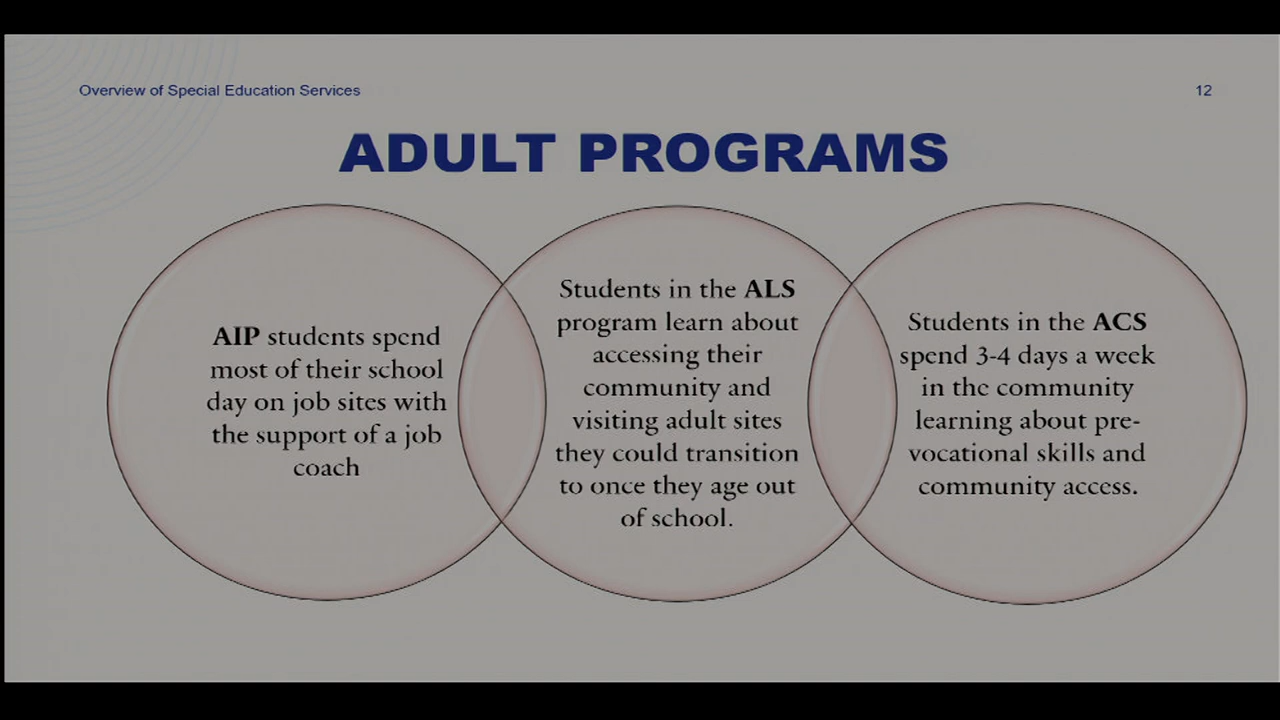 Overview of Special Education Services
12
ADULT PROGRAMS
AIP students spend
most of their school
day on job sites with
the support of a job
coach
Students in the ALS
program learn about
accessing their
community and
visiting adult sites
they could transition
to once they age out
of school.
Students in the ACS
spend 3-4 days a week
in the community
learning about pre-
vocational skills and
community access.